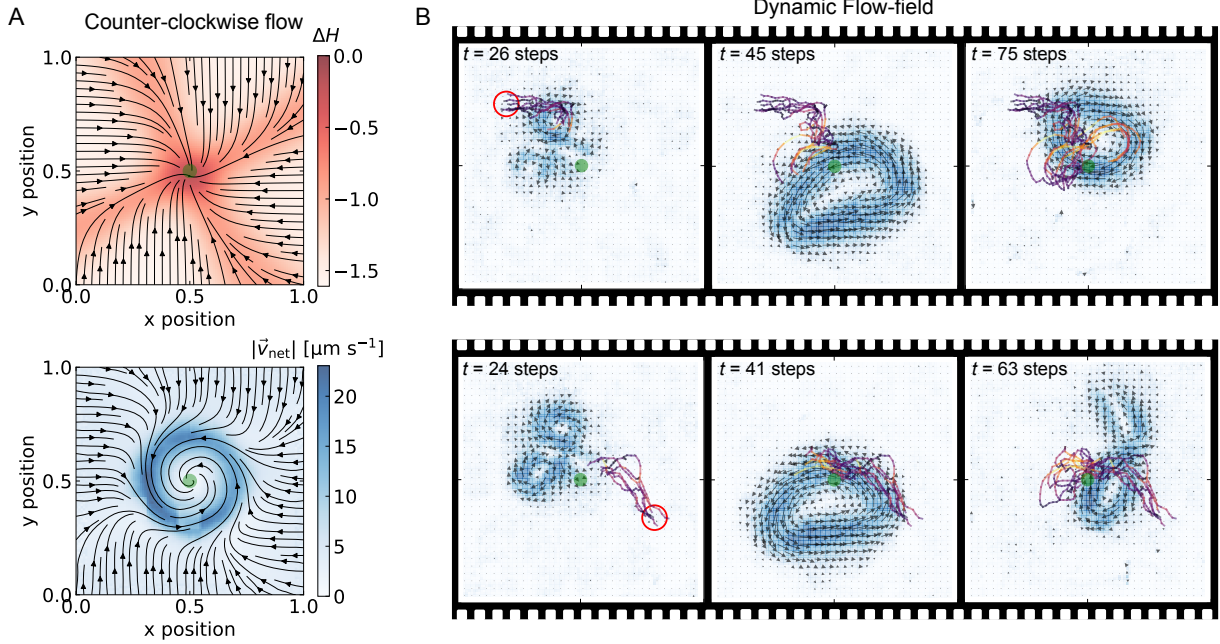 A
Counter-clockwise flow
ΔH
1.0
0.5
0.0
y position
0.0
0.5
1.0
x position
0.0
−0.5
−1.0
−1.5
|v⃗net| [μm s⁻¹]
1.0
0.5
0.0
y position
0.0
0.5
1.0
x position
20
15
10
5
0
B
Dynamic Flow-field
t = 26 steps
t = 45 steps
t = 75 steps
t = 24 steps
t = 41 steps
t = 63 steps